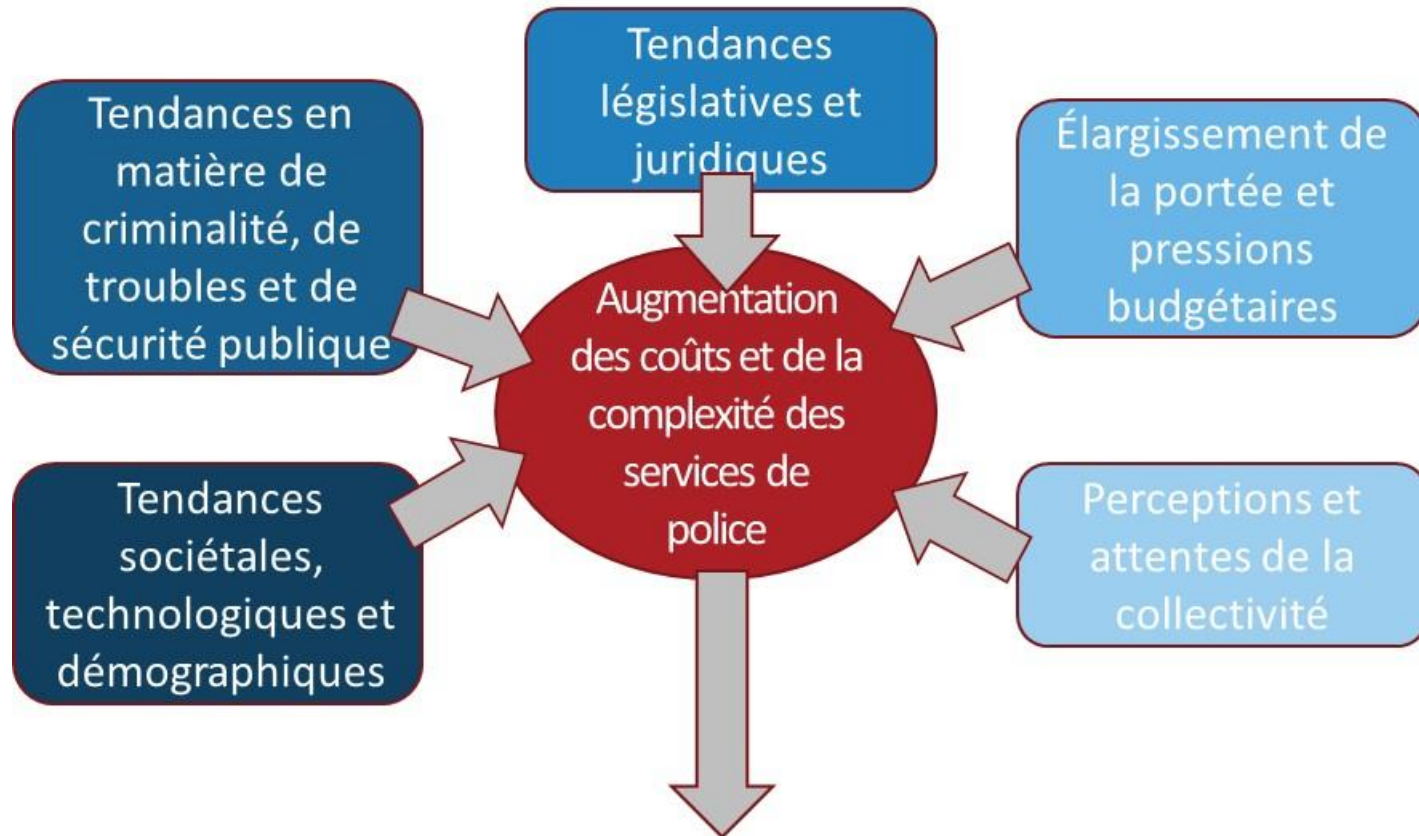 Tendances
législatives et
juridiques
Tendances en
matière de
criminalité, de
troubles et de
sécurité publique
Élargissement de
la portée et
pressions
budgétaires
Augmentation
des coûts et de la
complexité des
services de
police
Tendances
sociétales,
technologiques et
démographiques
Perceptions et
attentes de la
collectivité